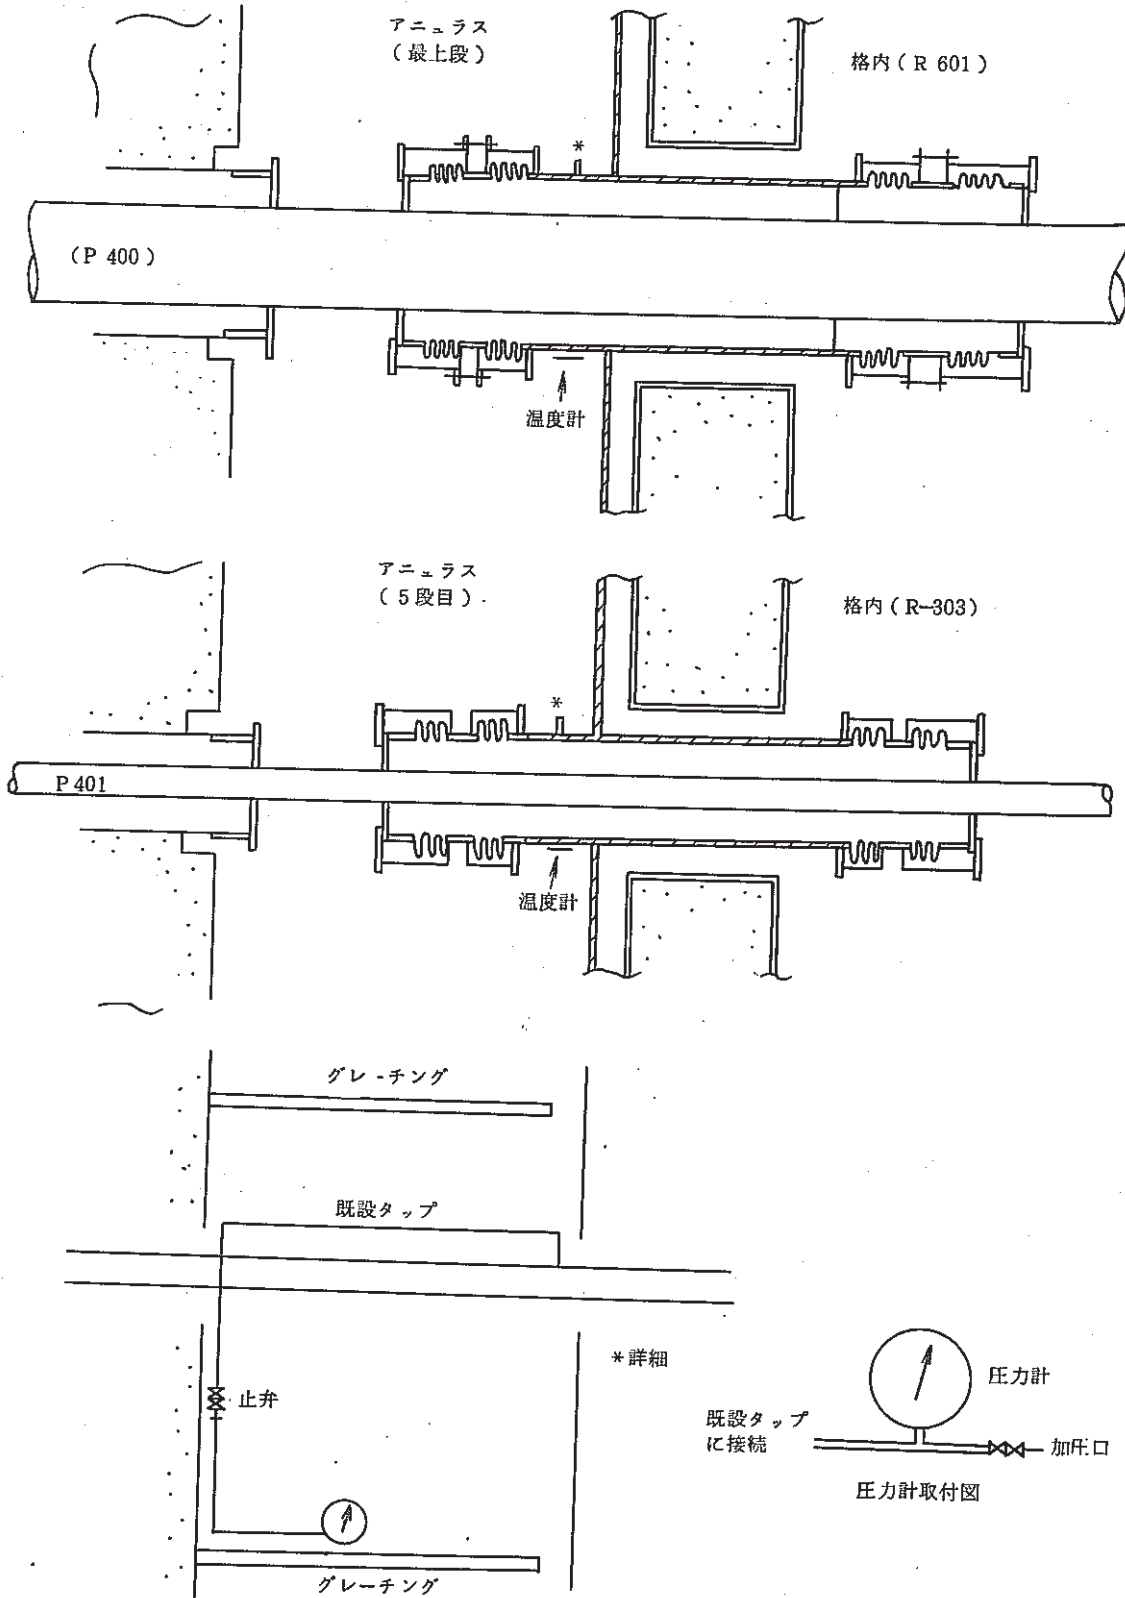 アニュラス
(最上段)
格内(R 601)
*
(P 400)
温度計
アニュラス
(5段目)
格内(R-303)
*
P 401
温度計
グレーチング
既設タップ
*詳細
止弁
圧力計
既設タップ
に接続
加圧口
圧力計取付図
グレーチング